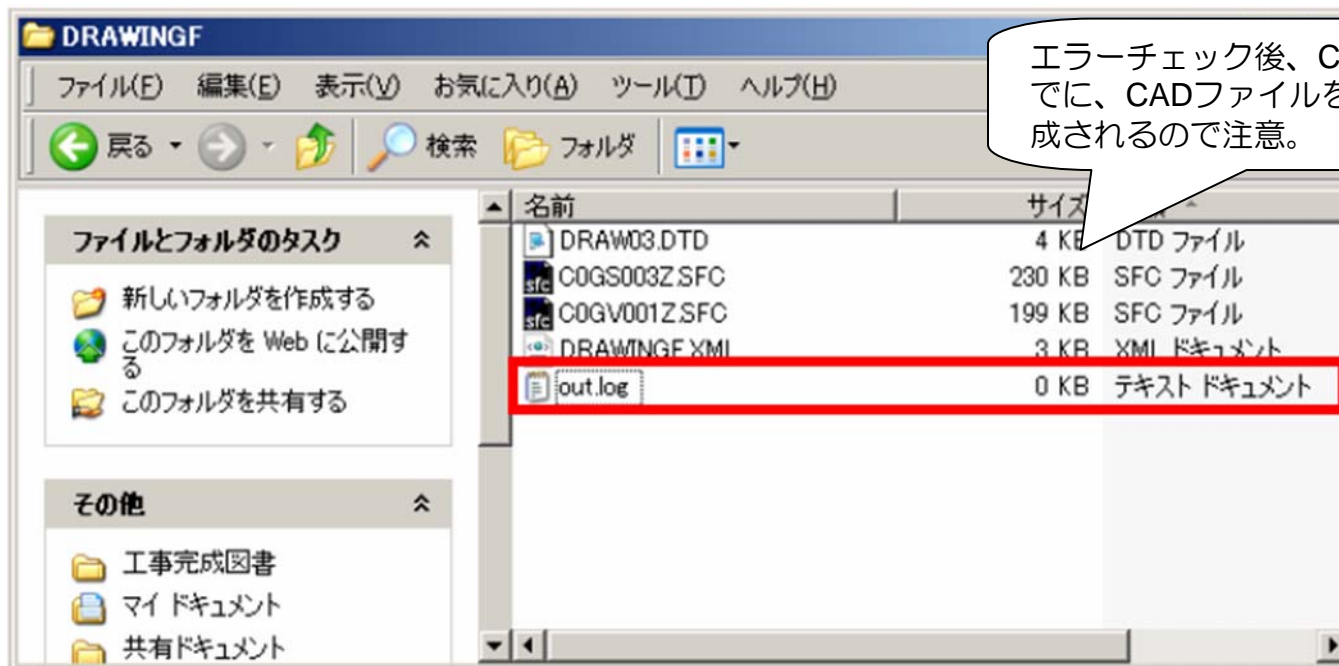 DRAWINGF
エラーチェック後、C
でに、CADファイルを
成されるので注意。
ファイル(F) 編集(E) 表示(V) お気に入り(A) ツール(T) ヘルプ(H)
戻る 検索 フォルダ
名前 サイズ
ファイルとフォルダのタスク
新しいフォルダを作成する
このフォルダを Web に公開す
る
このフォルダを共有する
その他
工事完成図書
マイ ドキュメント
共有ドキュメント
DRAW03.DTD 4 KB DTD ファイル
C0GS003Z.SFC 230 KB SFC ファイル
C0GV001Z.SFC 199 KB SFC ファイル
DRAWINGF.XML 3 KB XML ドキュメント
out.log 0 KB テキスト ドキュメント